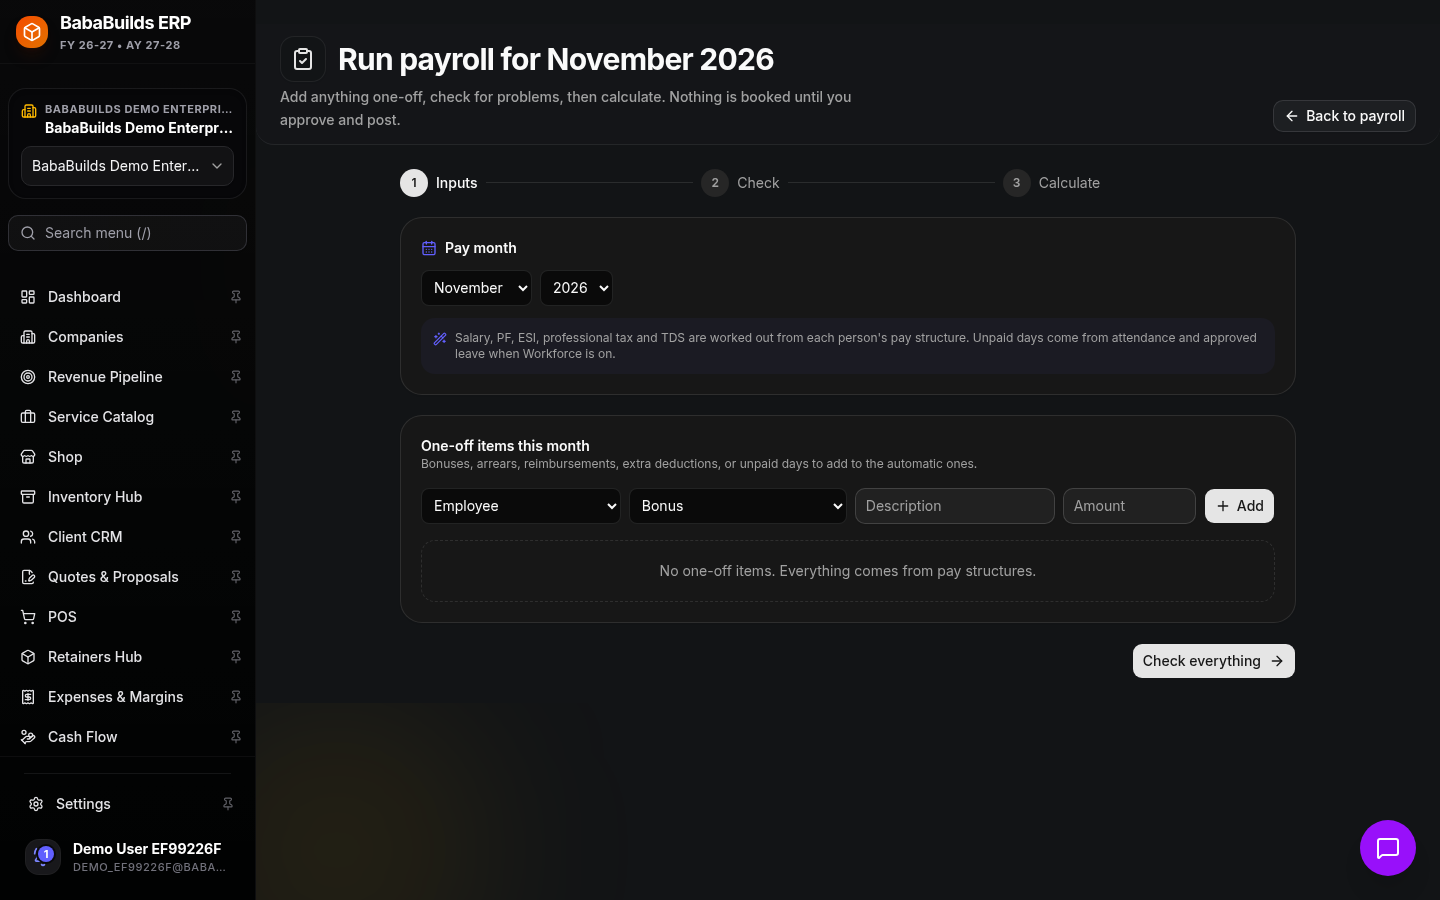 BabaBuilds ERP
FY 26-27 • AY 27-28
BABABUILDS DEMO ENTERPRI...
BabaBuilds Demo Enterpr...
BabaBuilds Demo Enter...
Search menu (/)
Dashboard
Companies
Revenue Pipeline
Service Catalog
Shop
Inventory Hub
Client CRM
Quotes & Proposals
POS
Retainers Hub
Expenses & Margins
Cash Flow
Settings
1
Demo User EF99226F
DEMO_EF99226F@BABA...
Run payroll for November 2026
Add anything one-off, check for problems, then calculate. Nothing is booked until you
approve and post.
Back to payroll
1 Inputs 2 Check 3 Calculate
Pay month
November 2026
Salary, PF, ESI, professional tax and TDS are worked out from each person's pay structure. Unpaid days come from attendance and approved
leave when Workforce is on.
One-off items this month
Bonuses, arrears, reimbursements, extra deductions, or unpaid days to add to the automatic ones.
Employee Bonus Description Amount Add
No one-off items. Everything comes from pay structures.
Check everything